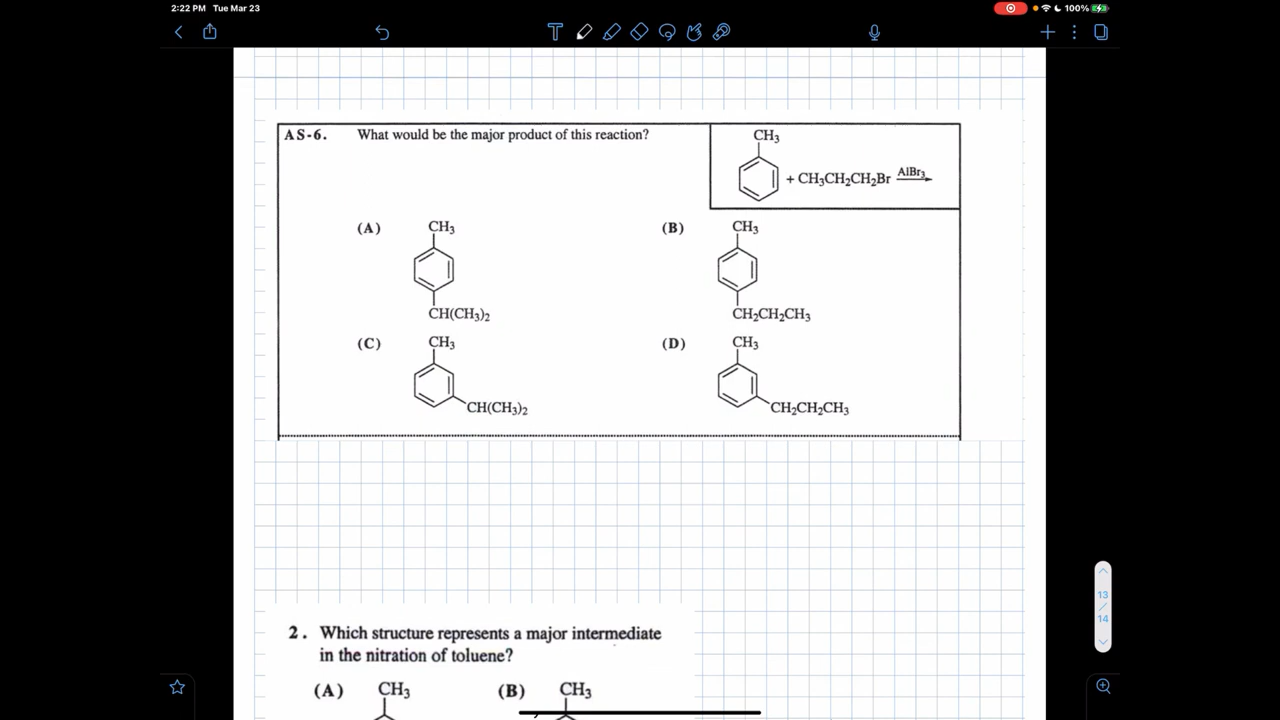 2:22 PM Tue Mar 23
100%
AS-6. What would be the major product of this reaction?
CH3
+ CH3CH2CH2Br AlBr3
(A) CH3
CH(CH3)2
(B) CH3
CH2CH2CH3
(C) CH3
CH(CH3)2
(D) CH3
CH2CH2CH3
13
/
14
2. Which structure represents a major intermediate
in the nitration of toluene?
(A) CH3
(B) CH3